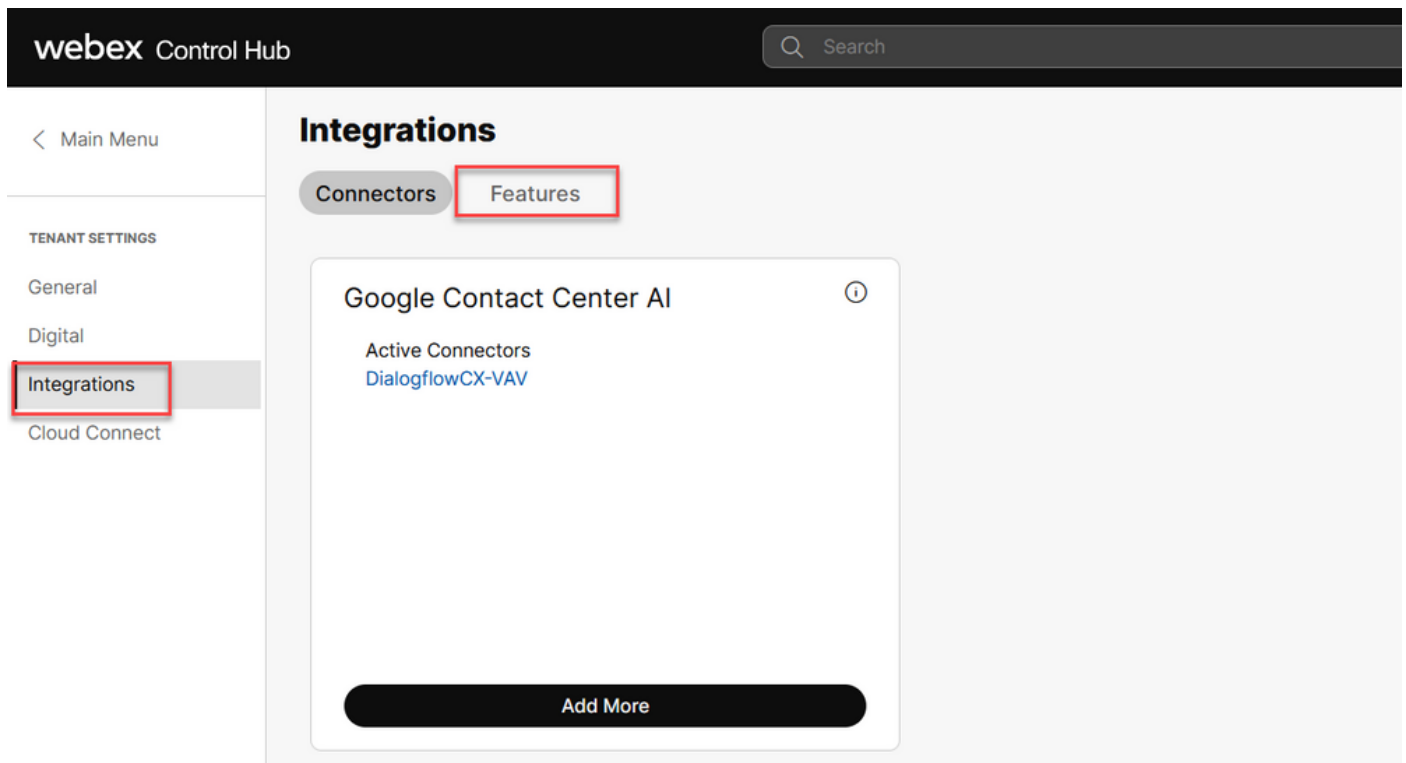 webex Control Hub
Search
Main Menu
Integrations
Connectors
Features
TENANT SETTINGS
General
Digital
Integrations
Cloud Connect
Google Contact Center AI
Active Connectors
DialogflowCX-VAV
Add More